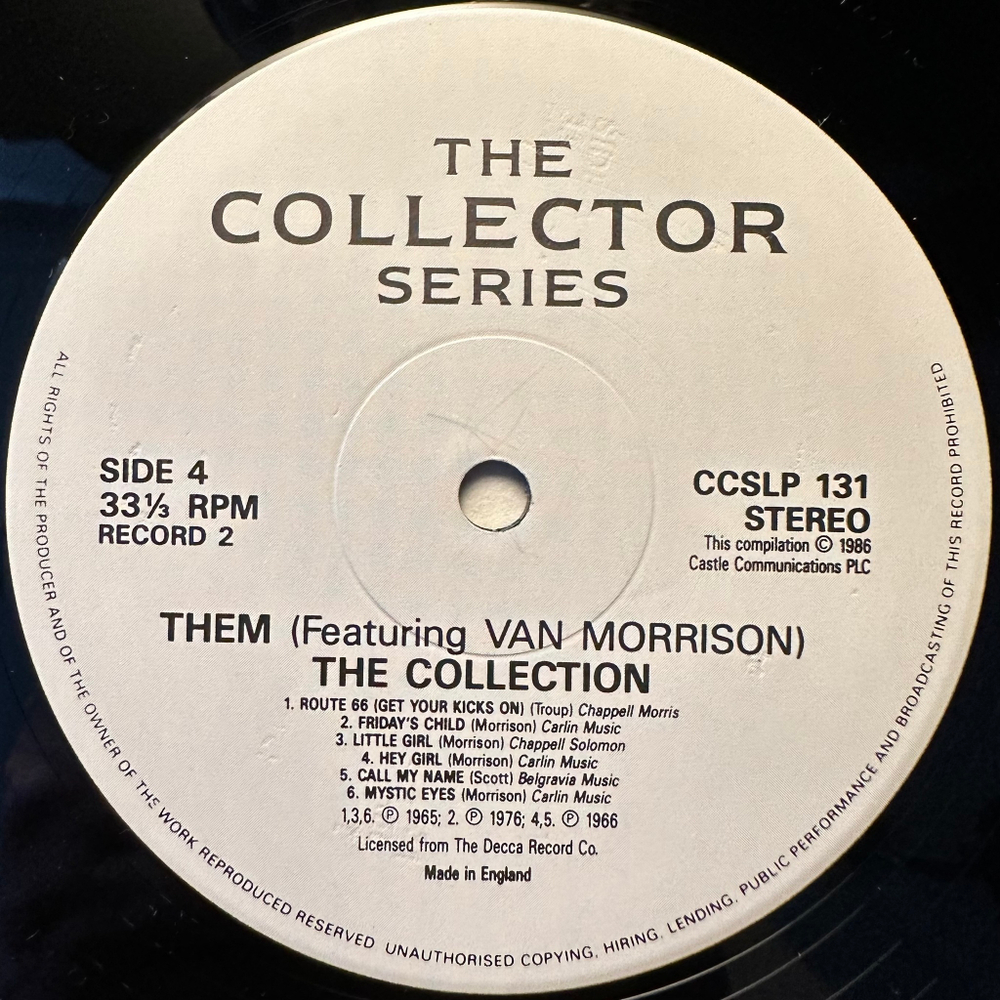 THE
COLLECTOR
SERIES
SIDE 4
33⅓ RPM
RECORD 2
CCSLP 131
STEREO
This compilation © 1986
Castle Communications PLC
THEM (Featuring VAN MORRISON)
THE COLLECTION
1. ROUTE 66 (GET YOUR KICKS ON) (Troup) Chappell Morris
2. FRIDAY'S CHILD (Morrison) Carlin Music
3. LITTLE GIRL (Morrison) Chappell Solomon
4. HEY GIRL (Morrison) Carlin Music
5. CALL MY NAME (Scott) Belgravia Music
6. MYSTIC EYES (Morrison) Carlin Music
1,3,6. ℗ 1965; 2. ℗ 1976; 4,5. ℗ 1966
Licensed from The Decca Record Co.
Made in England
ALL RIGHTS OF THE PRODUCER AND OF THE OWNER OF THE WORK REPRODUCED RESERVED UNAUTHORISED COPYING, HIRING, LENDING, PUBLIC PERFORMANCE AND BROADCASTING OF THIS RECORD PROHIBITED